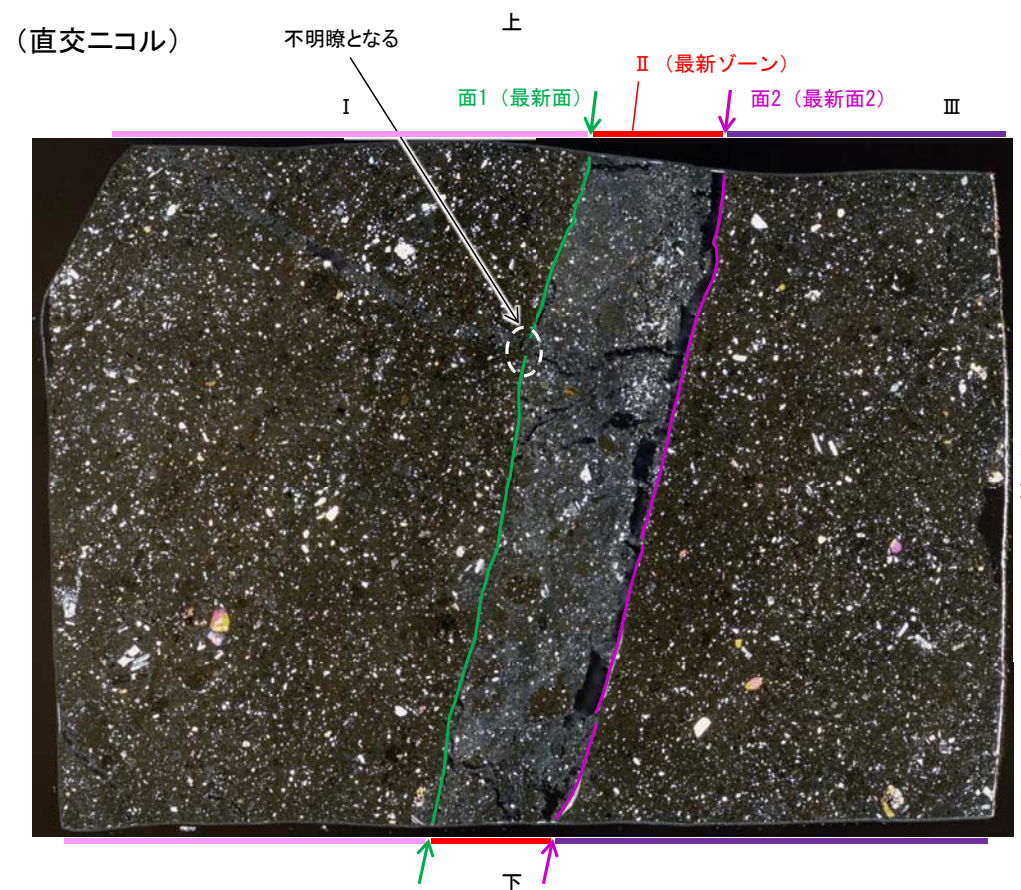 上
(直交ニコル)
不明瞭となる
Ⅱ (最新ゾーン)
Ⅰ
面1 (最新面)
面2 (最新面2)
Ⅲ
下